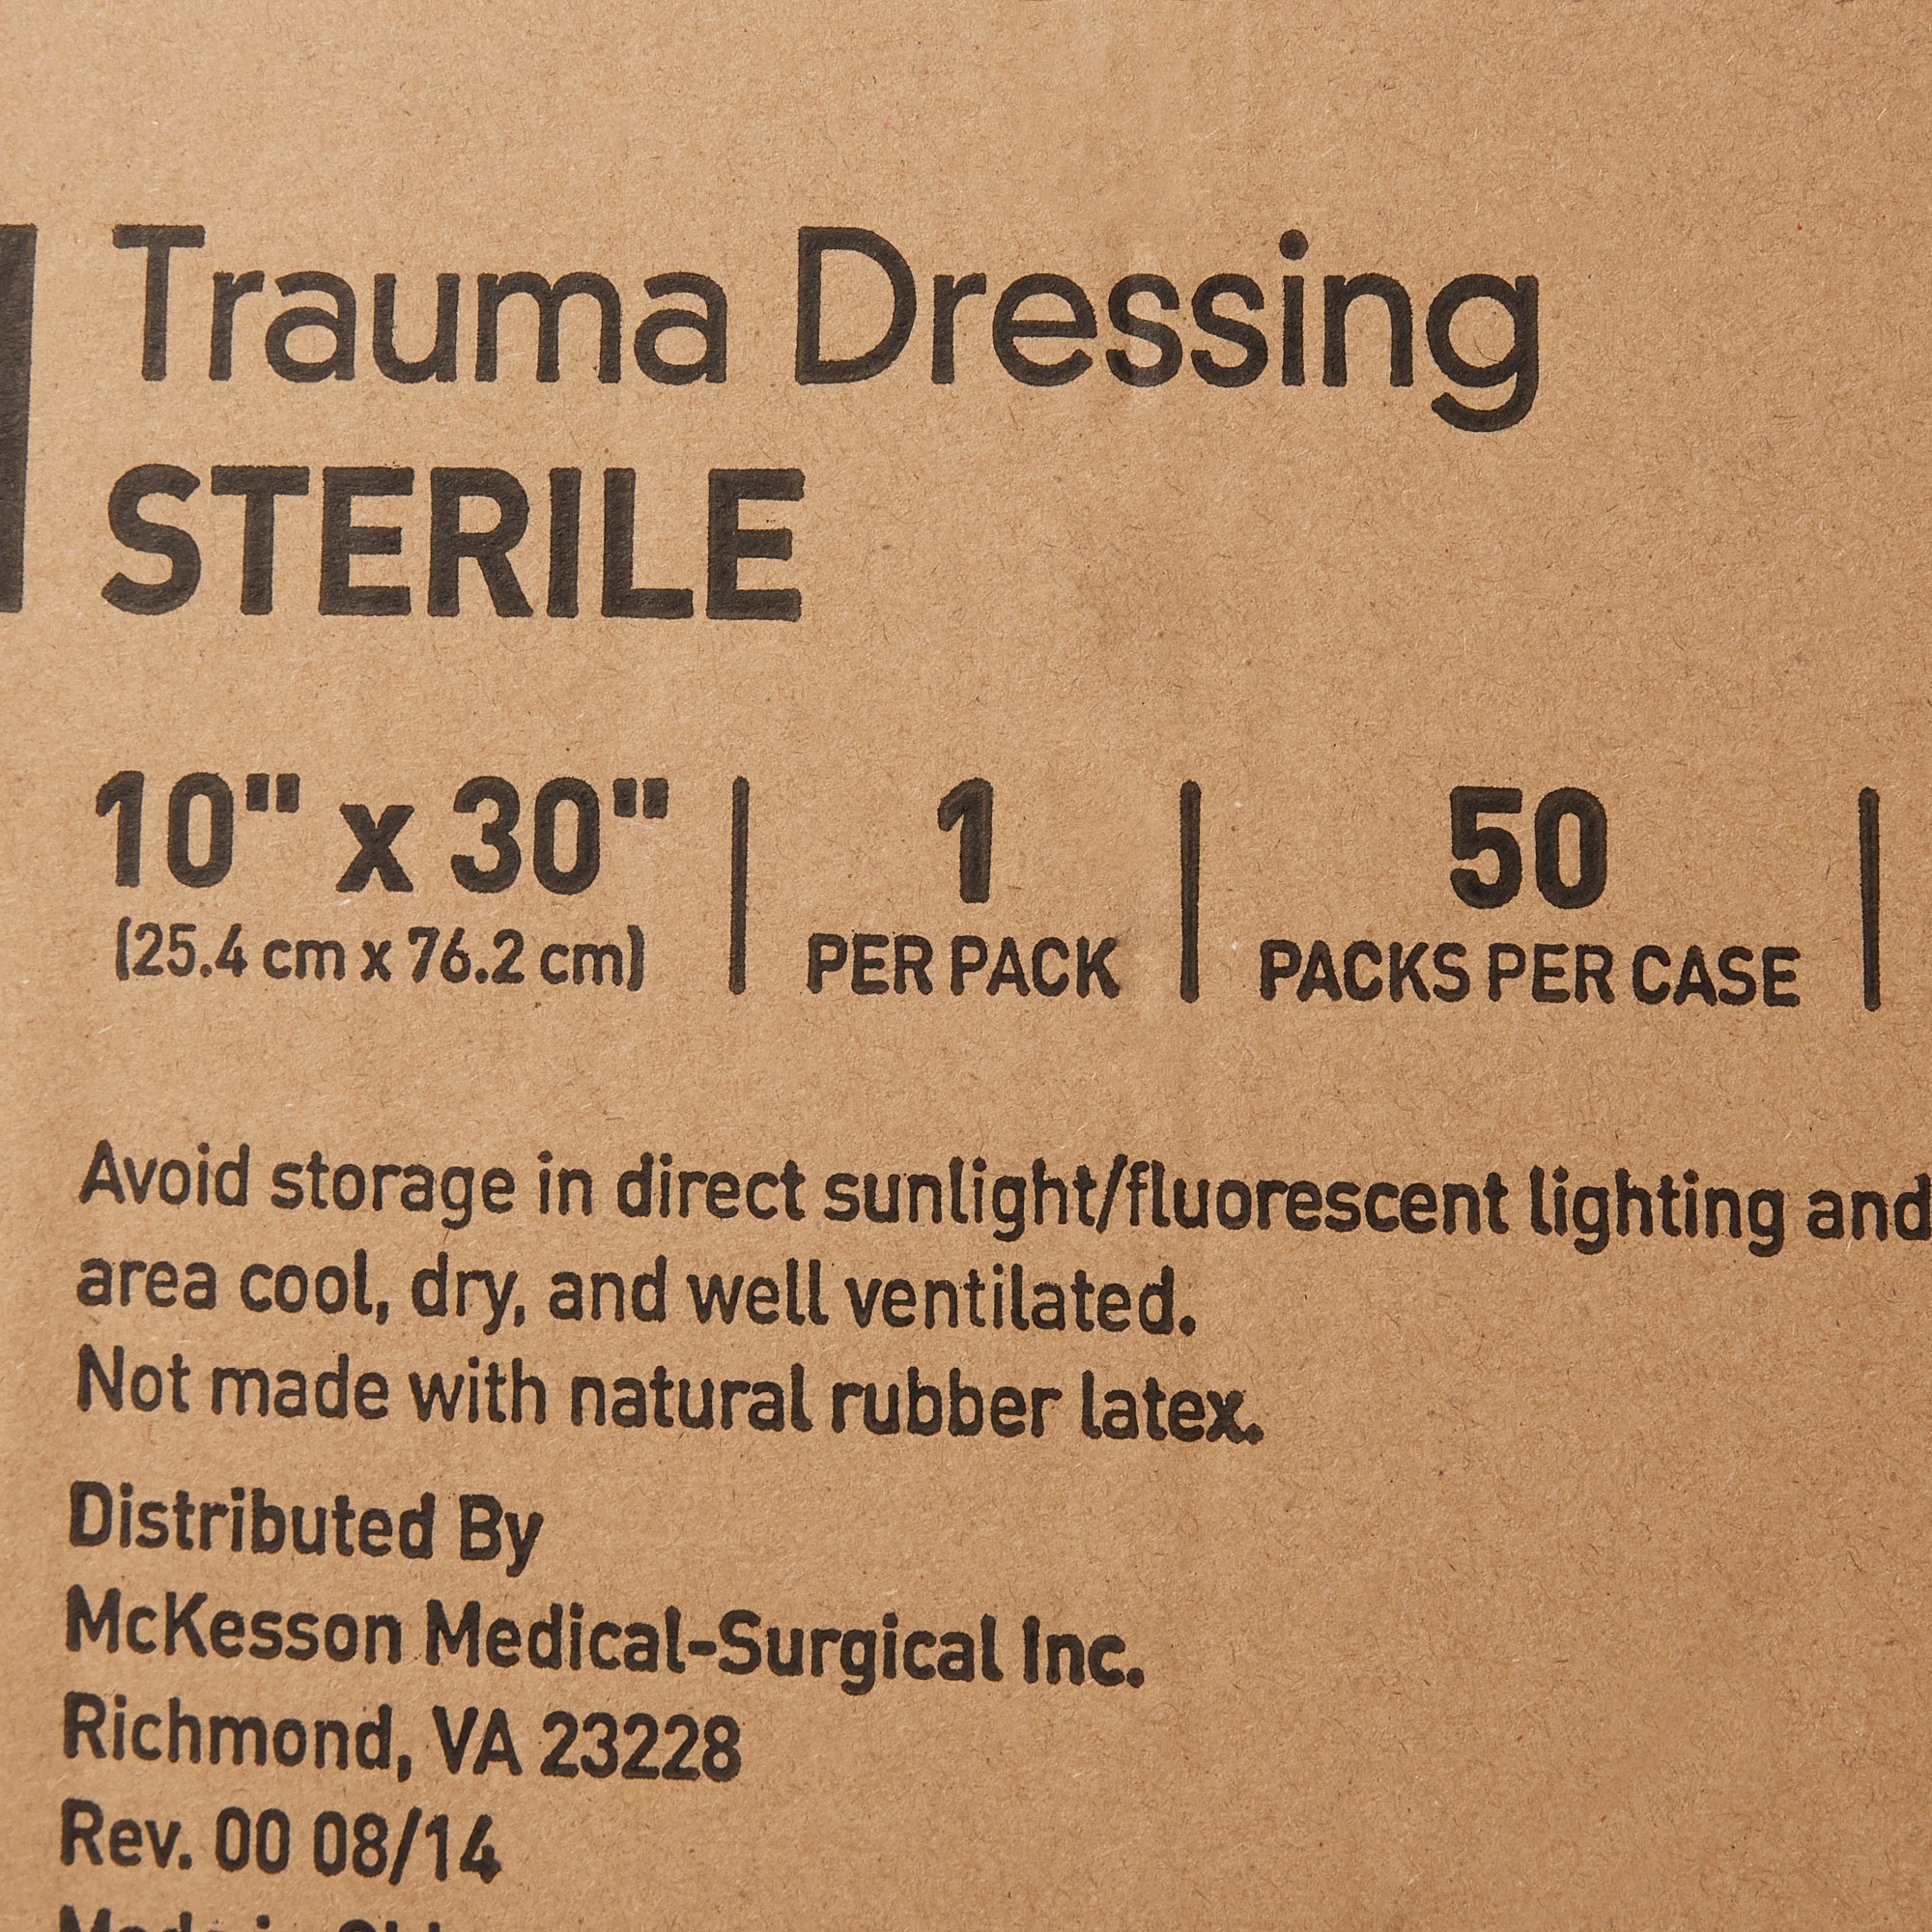 Trauma Dressing
STERILE
10" x 30"
(25.4 cm x 76.2 cm)
1
PER PACK
50
PACKS PER CASE
Avoid storage in direct sunlight/fluorescent lighting and
area cool, dry, and well ventilated.
Not made with natural rubber latex.
Distributed By
McKesson Medical-Surgical Inc.
Richmond, VA 23228
Rev. 00 08/14
Made in